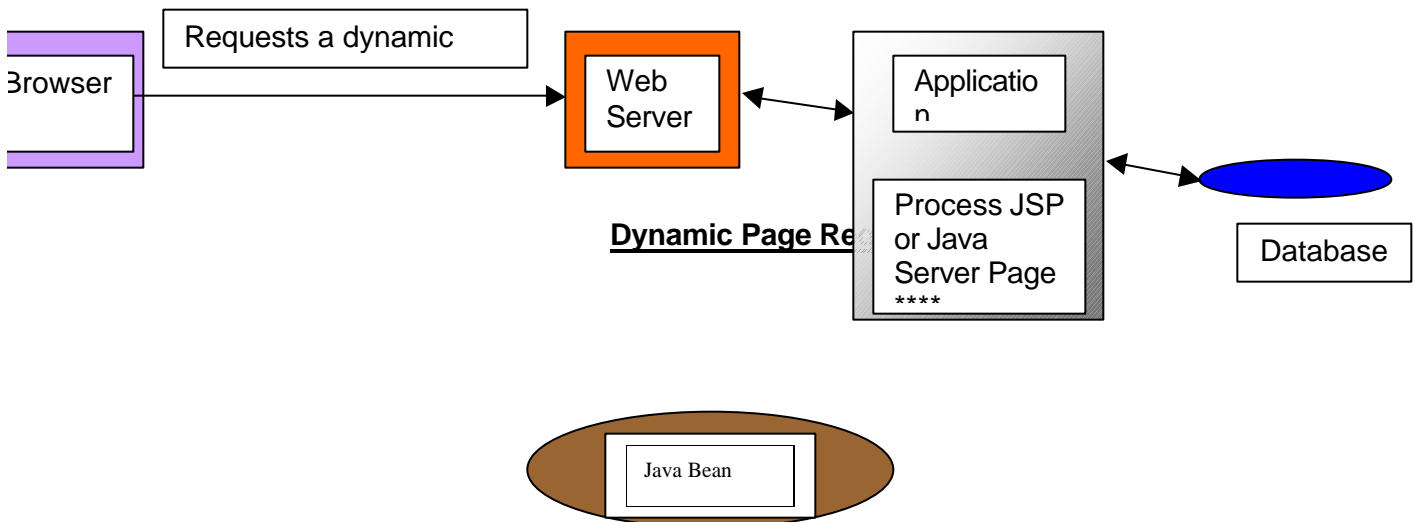 Requests a dynamic
Browser
Web
Server
Applicatio
n
Process JSP
or Java
Server Page
****
Dynamic Page Re
Database
Java Bean